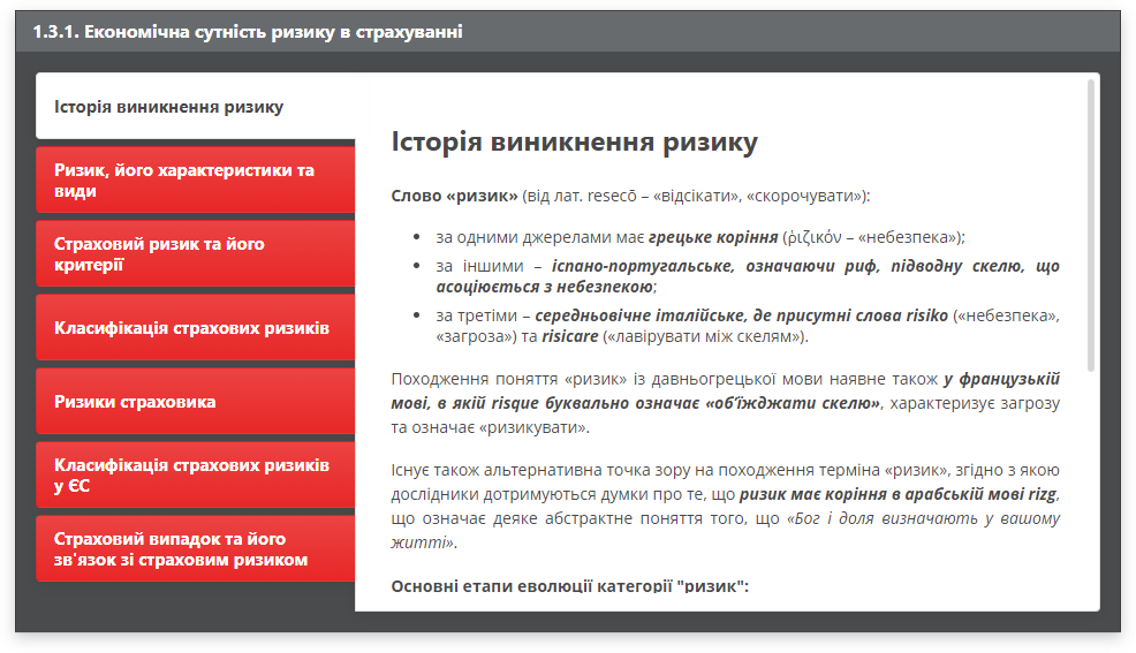 1.3.1. Економічна сутність ризику в страхуванні
Історія виникнення ризику
Ризик, його характеристики та
види
Страховий ризик та його
критерії
Класифікація страхових ризиків
Ризики страховика
Класифікація страхових ризиків
у ЄС
Страховий випадок та його
зв'язок зі страховим ризиком
Історія виникнення ризику
Слово «ризик» (від лат. resecō – «відсікати», «скорочувати»):
• за одними джерелами має грецьке коріння (ῥιζικόν – «небезпека»);
• за іншими – іспано-португальське, означаючи риф, підводну скелю, що
асоціюється з небезпекою;
• за третіми – середньовічне італійське, де присутні слова risiko («небезпека»,
«загроза») та risicare («лавірувати між скелям»).
Походження поняття «ризик» із давньогрецької мови наявне також у французькій
мові, в якій risque буквально означає «об'їжджати скелю», характеризує загрозу
та означає «ризикувати».
Існує також альтернативна точка зору на походження терміна «ризик», згідно з якою
дослідники дотримуються думки про те, що ризик має коріння в арабській мові rizg,
що означає деяке абстрактне поняття того, що «Бог і доля визначають у вашому
житті».
Основні етапи еволюції категорії "ризик":